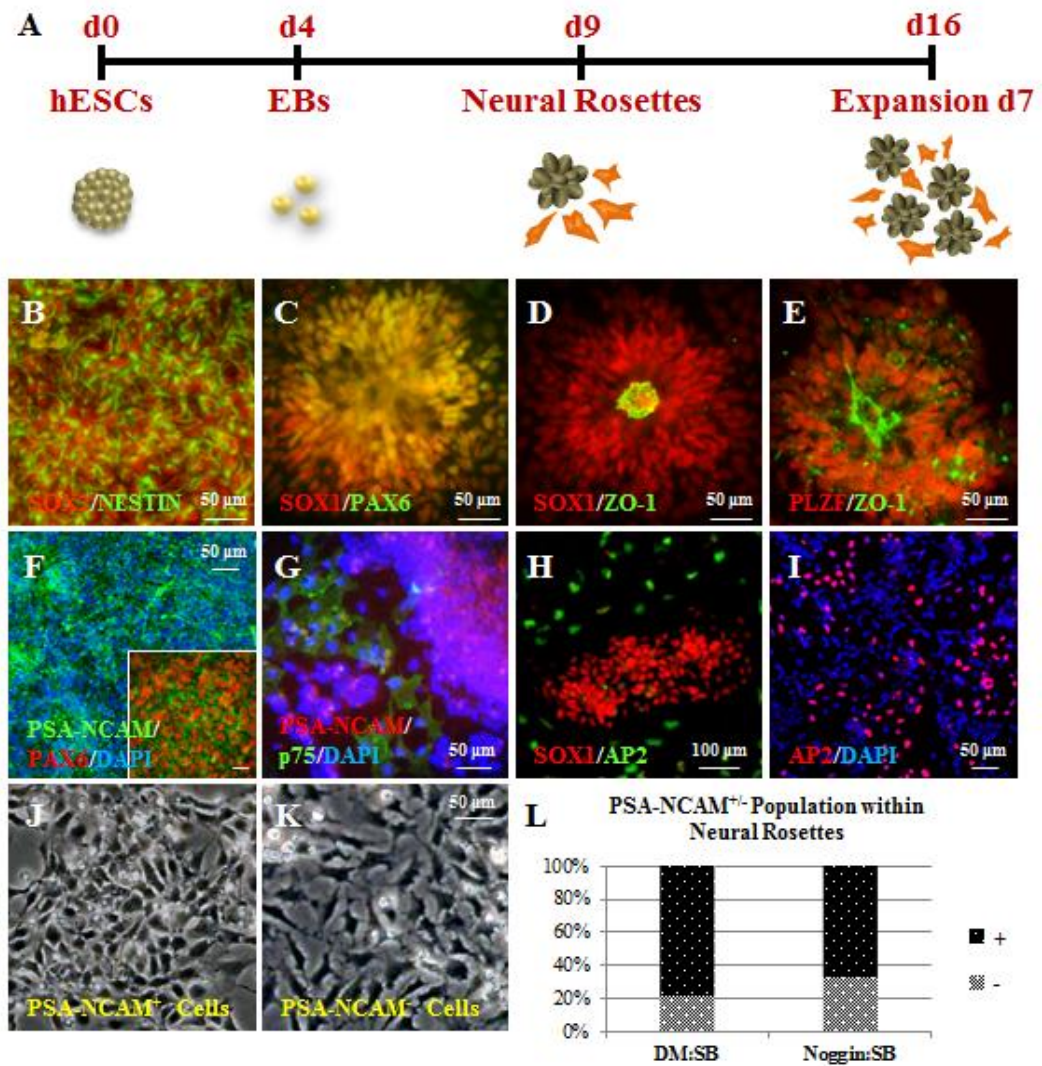 A
d0 d4 d9 d16
hESCs EBs Neural Rosettes Expansion d7
B
SOX2/NESTIN
50 µm
C
SOX1/PAX6
50 µm
D
SOX1/ZO-1
50 µm
E
PLZF/ZO-1
50 µm
F
50 µm
PSA-NCAM/
PAX6/DAPI
G
PSA-NCAM/
p75/DAPI
50 µm
H
SOX1/AP2
100 µm
I
AP2/DAPI
50 µm
J
PSA-NCAM⁺ Cells
K
50 µm
PSA-NCAM⁻ Cells
L
PSA-NCAM⁺/⁻ Population within
Neural Rosettes
100%
80%
60%
40%
20%
0%
DM:SB Noggin:SB
+
-